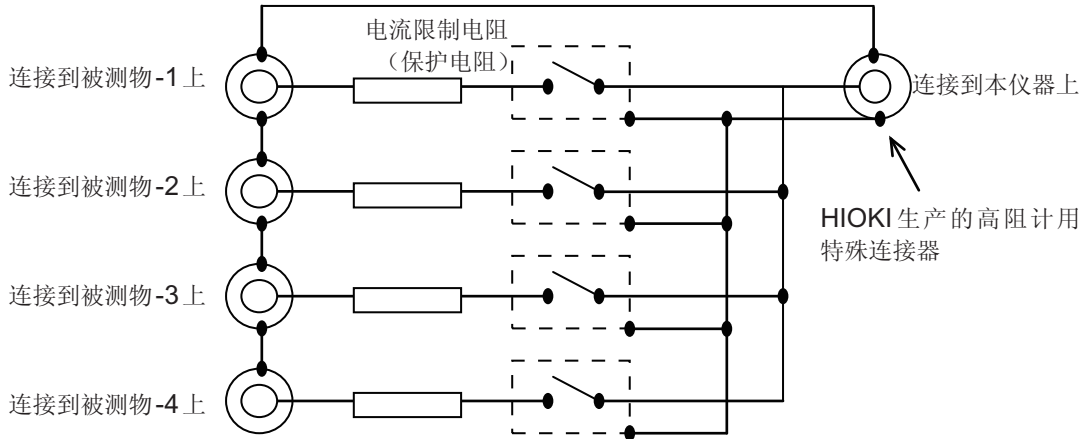 电流限制电阻
（保护电阻）
连接到被测物-1上
连接到本仪器上
连接到被测物-2上
HIOKI生产的高阻计用
特殊连接器
连接到被测物-3上
连接到被测物-4上